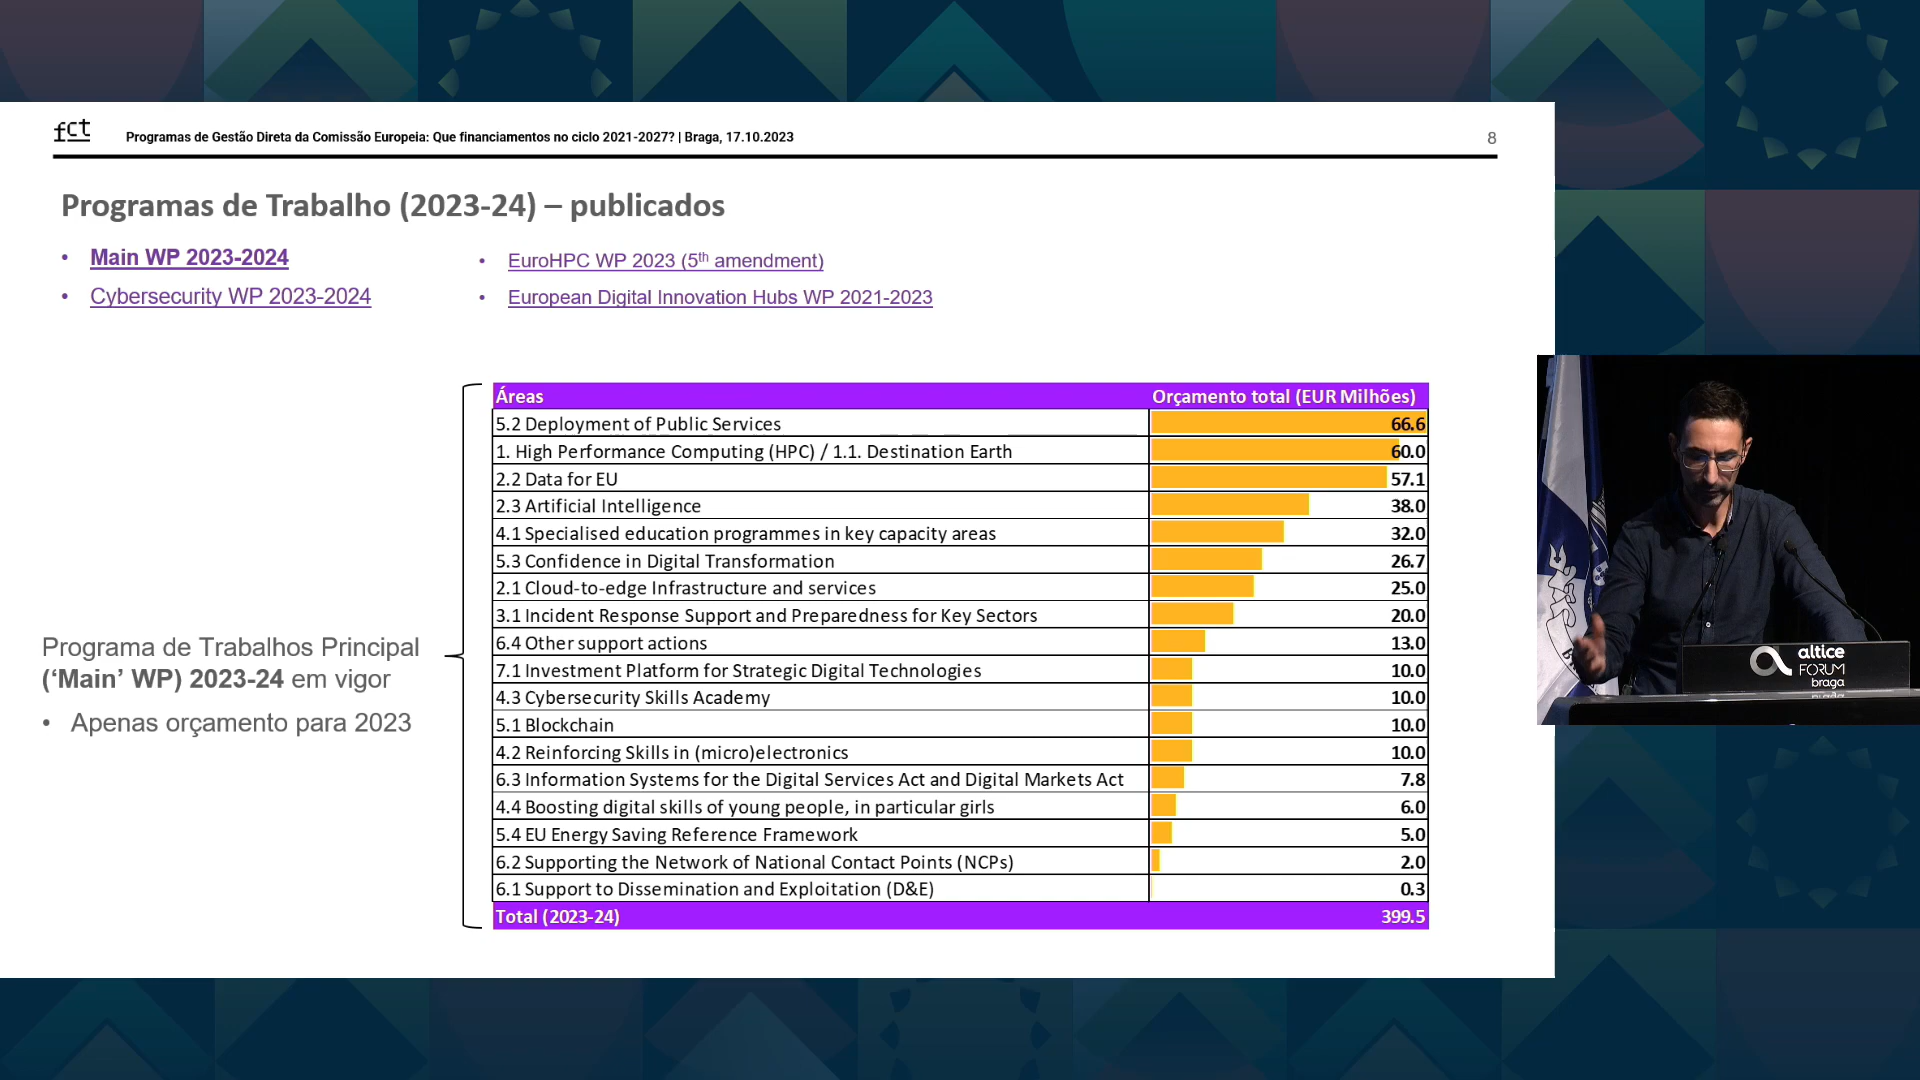 fct
Programas de Gestão Direta da Comissão Europeia: Que financiamentos no ciclo 2021-2027? | Braga, 17.10.2023
8
Programas de Trabalho (2023-24) – publicados
• Main WP 2023-2024
• Cybersecurity WP 2023-2024
• EuroHPC WP 2023 (5th amendment)
• European Digital Innovation Hubs WP 2021-2023
Programa de Trabalhos Principal
(‘Main’ WP) 2023-24 em vigor
• Apenas orçamento para 2023
Áreas Orçamento total (EUR Milhões)
5.2 Deployment of Public Services 66.6
1. High Performance Computing (HPC) / 1.1. Destination Earth 60.0
2.2 Data for EU 57.1
2.3 Artificial Intelligence 38.0
4.1 Specialised education programmes in key capacity areas 32.0
5.3 Confidence in Digital Transformation 26.7
2.1 Cloud-to-edge Infrastructure and services 25.0
3.1 Incident Response Support and Preparedness for Key Sectors 20.0
6.4 Other support actions 13.0
7.1 Investment Platform for Strategic Digital Technologies 10.0
4.3 Cybersecurity Skills Academy 10.0
5.1 Blockchain 10.0
4.2 Reinforcing Skills in (micro)electronics 10.0
6.3 Information Systems for the Digital Services Act and Digital Markets Act 7.8
4.4 Boosting digital skills of young people, in particular girls 6.0
5.4 EU Energy Saving Reference Framework 5.0
6.2 Supporting the Network of National Contact Points (NCPs) 2.0
6.1 Support to Dissemination and Exploitation (D&E) 0.3
Total (2023-24) 399.5
altice
FORUM
braga